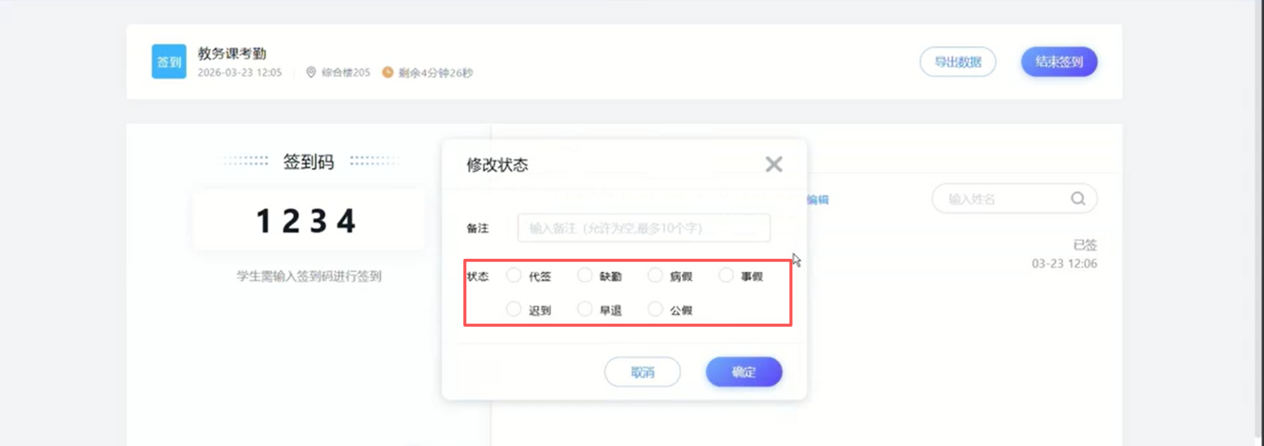 签到
教务课考勤
2026-03-23 12:05 综合楼205 剩余4分钟26秒
导出数据
结束签到
签到码
1 2 3 4
学生需输入签到码进行签到
修改状态
备注 输入备注（允许为空,最多10个字）
状态 代签 缺勤 病假 事假
迟到 早退 公假
取消 确定
编辑
输入姓名
已签
03-23 12:06